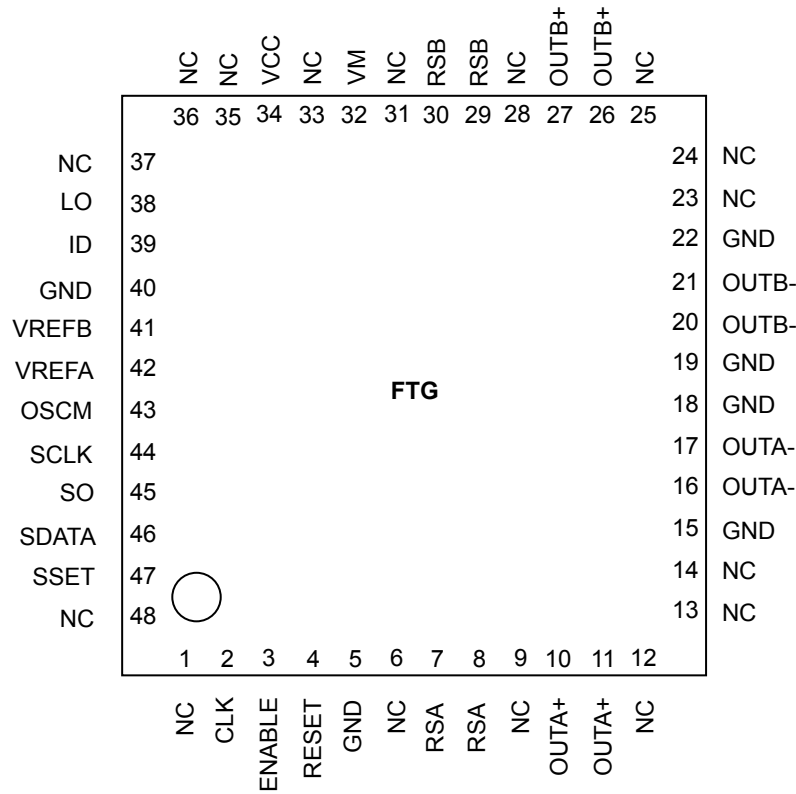 NC NC VCC NC VM NC RSB RSB NC OUTB+ OUTB+ NC
36 35 34 33 32 31 30 29 28 27 26 25
NC 37
LO 38
ID 39
GND 40
VREFB 41
VREFA 42
OSCM 43
SCLK 44
SO 45
SDATA 46
SSET 47
NC 48
FTG
24 NC
23 NC
22 GND
21 OUTB-
20 OUTB-
19 GND
18 GND
17 OUTA-
16 OUTA-
15 GND
14 NC
13 NC
1 2 3 4 5 6 7 8 9 10 11 12
NC CLK ENABLE RESET GND NC RSA RSA NC OUTA+ OUTA+ NC